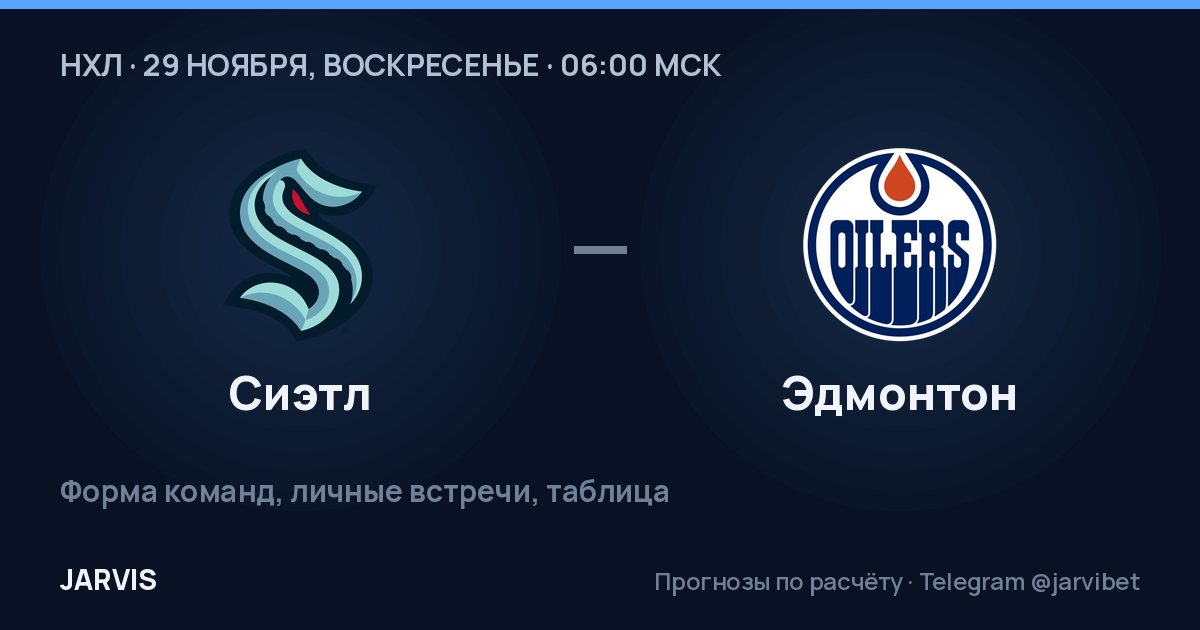 НХЛ · 29 НОЯБРЯ, ВОСКРЕСЕНЬЕ · 06:00 МСК
OILERS
Сиэтл
—
Эдмонтон
Форма команд, личные встречи, таблица
JARVIS
Прогнозы по расчёту · Telegram @jarvibet